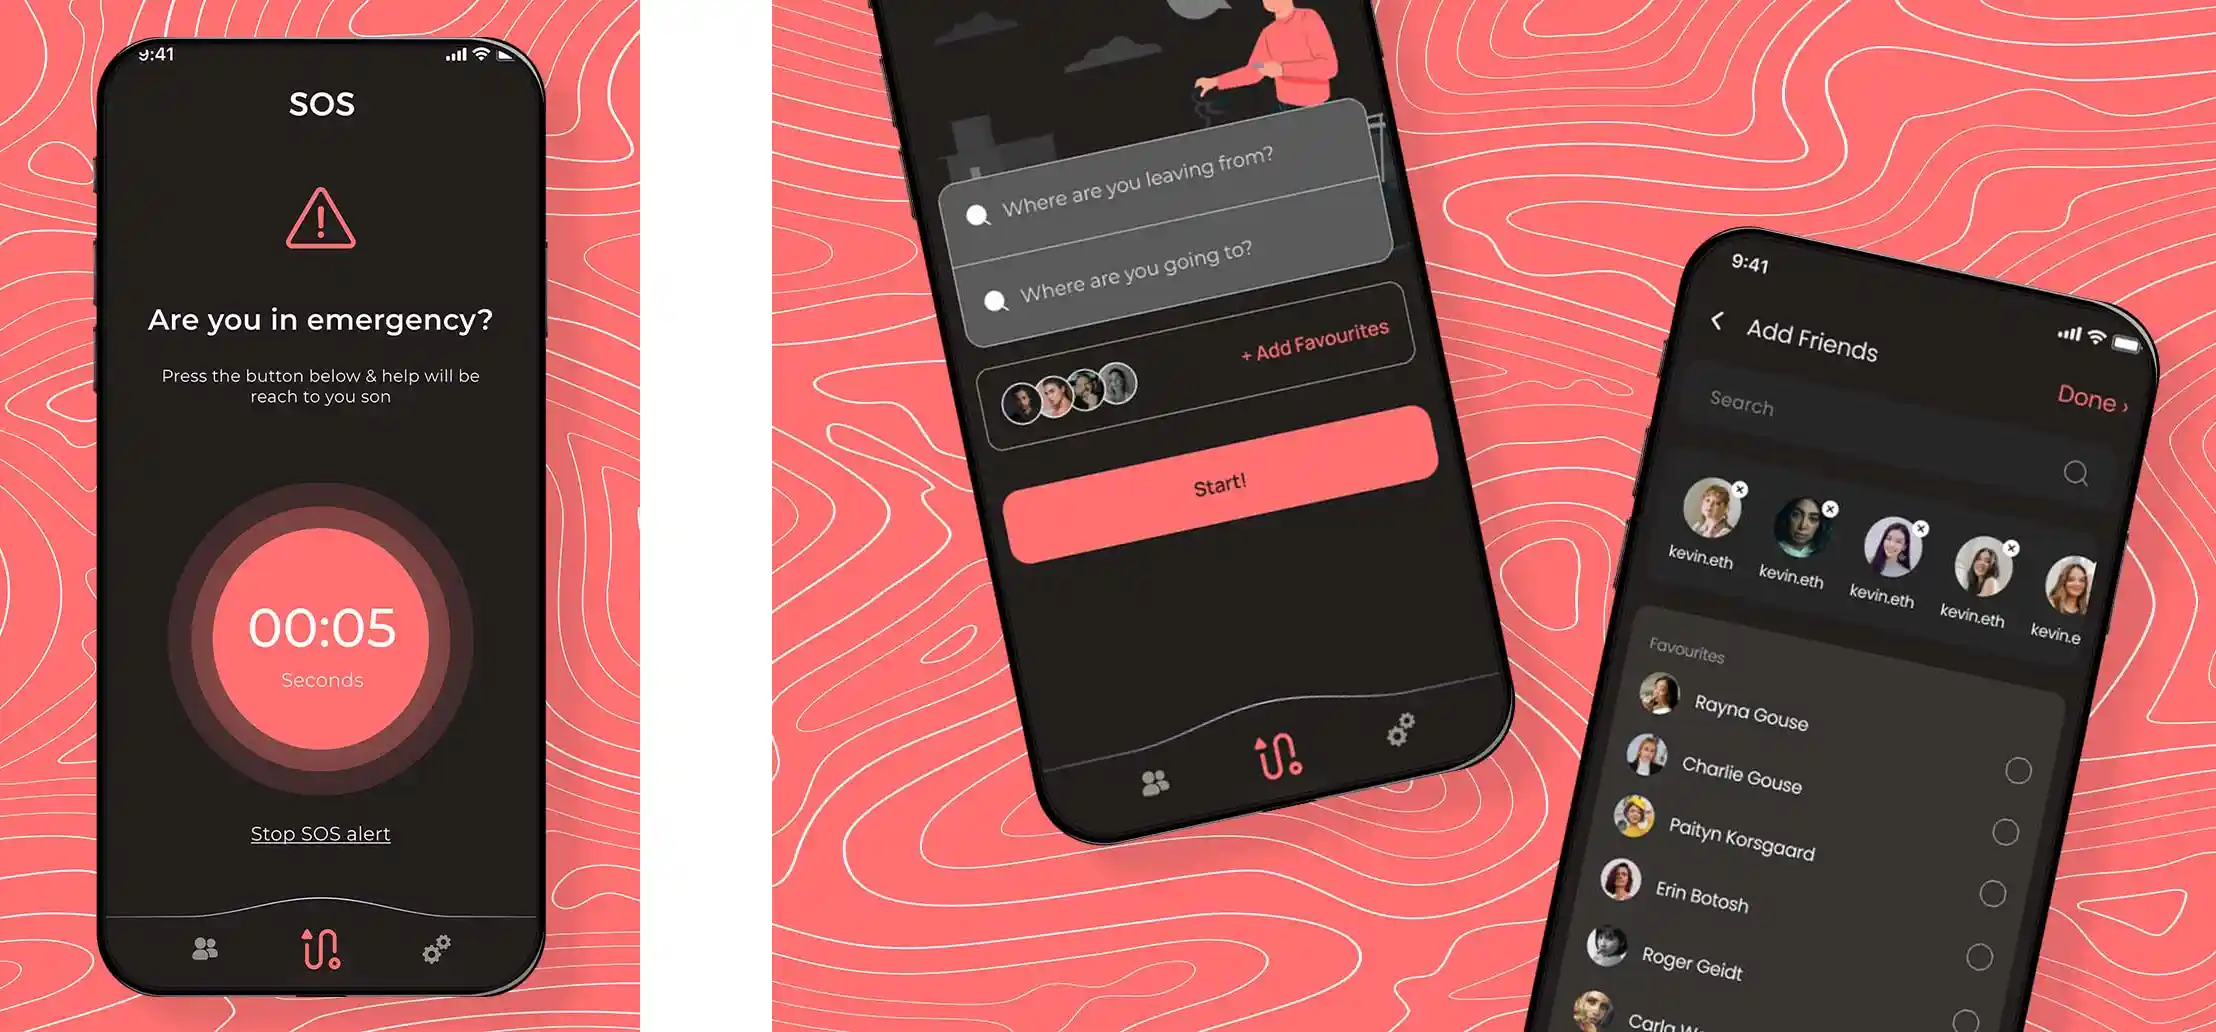 9:41
SOS
Are you in emergency?
Press the button below & help will be
reach to you son
00:05
Seconds
Stop SOS alert
Where are you leaving from?
Where are you going to?
+ Add Favourites
Start!
9:41
Add Friends
Done ›
Search
kevin.eth
kevin.eth
kevin.eth
kevin.eth
kevin.e
Favourites
Rayna Gouse
Charlie Gouse
Paityn Korsgaard
Erin Botosh
Roger Geidt
Carla